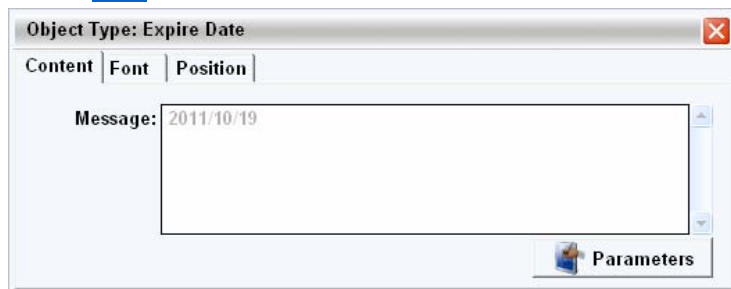 Object Type: Expire Date
Content Font Position
Message: 2011/10/19
Parameters